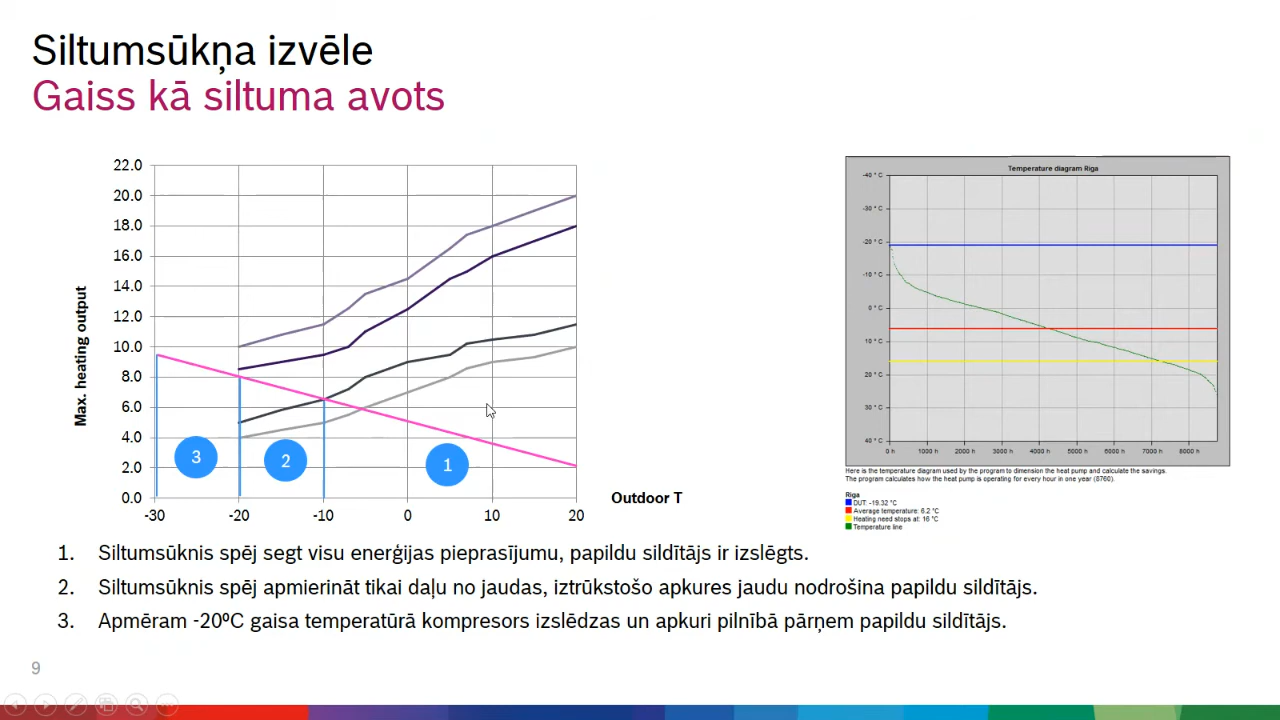 Siltumsūkņa izvēle
Gaiss kā siltuma avots
22.0
20.0
18.0
16.0
14.0
12.0
10.0
8.0
6.0
4.0
2.0
0.0
Max. heating output
-30 -20 -10 0 10 20
Outdoor T
3
2
1
Temperature diagram Riga
-40 ° C
-30 ° C
-20 ° C
-10 ° C
0 ° C
10 ° C
20 ° C
30 ° C
40 ° C
0 h 1000 h 2000 h 3000 h 4000 h 5000 h 6000 h 7000 h 8000 h
Here is the temperature diagram used by the program to dimension the heat pump and calculate the savings.
The program calculates how the heat pump is operating for every hour in one year (8760).
Riga
DUT: -19.32 °C
Average temperature: 6.2 °C
Heating need stops at: 16 °C
Temperature line
1. Siltumsūknis spēj segt visu enerģijas pieprasījumu, papildu sildītājs ir izslēgts.
2. Siltumsūknis spēj apmierināt tikai daļu no jaudas, iztrūkstošo apkures jaudu nodrošina papildu sildītājs.
3. Apmēram -20ºC gaisa temperatūrā kompresors izslēdzas un apkuri pilnībā pārņem papildu sildītājs.
9